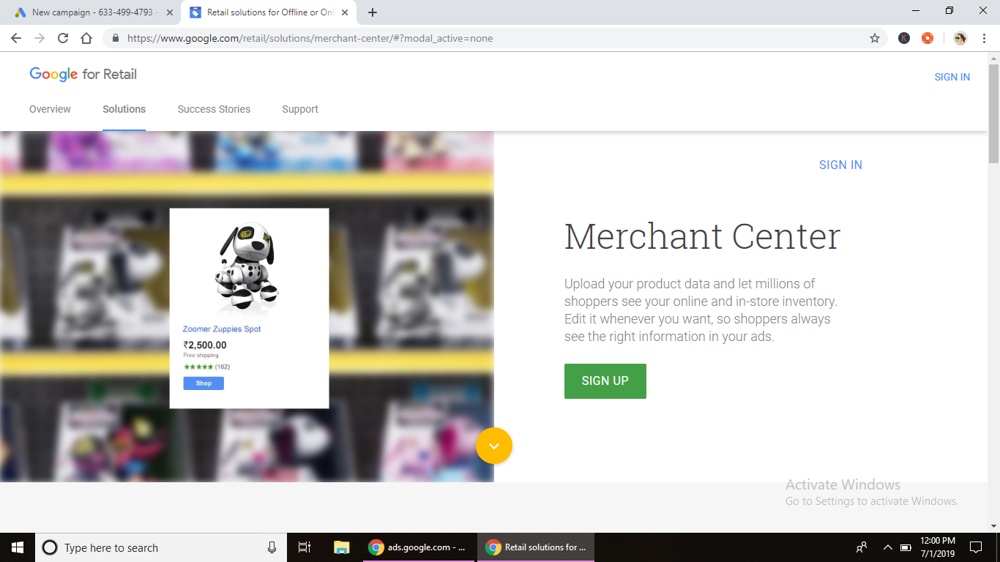 New campaign - 633-499-4793 -
Retail solutions for Offline or Onl
https://www.google.com/retail/solutions/merchant-center/#?modal_active=none
K
Google for Retail
SIGN IN
Overview
Solutions
Success Stories
Support
SIGN IN
Merchant Center
Upload your product data and let millions of
shoppers see your online and in-store inventory.
Edit it whenever you want, so shoppers always
see the right information in your ads.
SIGN UP
Zoomer Zuppies Spot
₹2,500.00
Free shipping.
(162)
Shop
Activate Windows
Go to Settings to activate Windows.
Type here to search
ads.google.com - ...
Retail solutions for ...
12:00 PM
7/1/2019